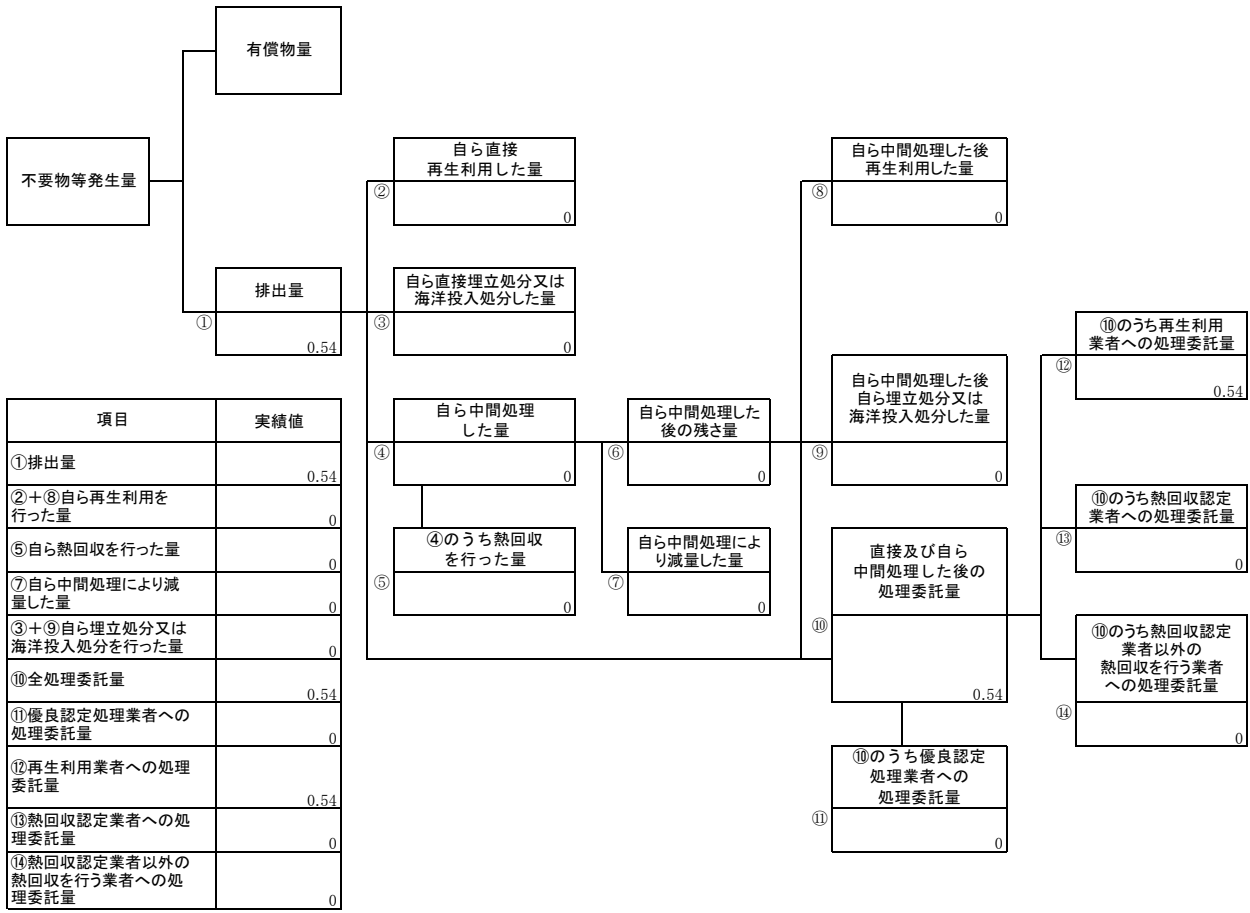 有償物量
不要物等発生量
自ら直接
再生利用した量
②
0
自ら中間処理した後
再生利用した量
⑧
0
排出量
①
0.54
自ら直接埋立処分又は
海洋投入処分した量
③
0
⑩のうち再生利用
業者への処理委託量
⑫
0.54
自ら中間処理
した量
④
0
自ら中間処理した
後の残さ量
⑥
0
自ら中間処理した後
自ら埋立処分又は
海洋投入処分した量
⑨
0
⑩のうち熱回収認定
業者への処理委託量
⑬
0
④のうち熱回収
を行った量
⑤
0
自ら中間処理によ
り減量した量
⑦
0
直接及び自ら
中間処理した後の
処理委託量
⑩
0.54
⑩のうち熱回収認定
業者以外の
熱回収を行う業者
への処理委託量
⑭
0
⑩のうち優良認定
処理業者への
処理委託量
⑪
0
項目 実績値
①排出量
0.54
②+⑧自ら再生利用を
行った量
0
⑤自ら熱回収を行った量
0
⑦自ら中間処理により減
量した量
0
③+⑨自ら埋立処分又は
海洋投入処分を行った量
0
⑩全処理委託量
0.54
⑪優良認定処理業者への
処理委託量
0
⑫再生利用業者への処理
委託量
0.54
⑬熱回収認定業者への処
理委託量
0
⑭熱回収認定業者以外の
熱回収を行う業者への処
理委託量
0